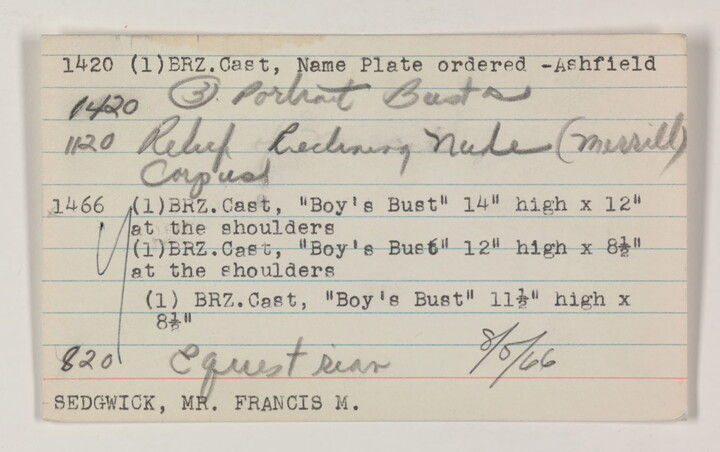 1420 (1)BRZ.Cast, Name Plate ordered -Ashfield
1420 ③ Portrait Busts
1120 Relief Reclining Nude (Merrill)
Corpus
1466 (1)BRZ.Cast, "Boy's Bust" 14" high x 12"
at the shoulders
(1)BRZ.Cast, "Boy's Bust" 12" high x 8½"
at the shoulders
(1) BRZ.Cast, "Boy's Bust" 11½" high x
8½"
820 Equestrian 8/5/66
SEDGWICK, MR. FRANCIS M.